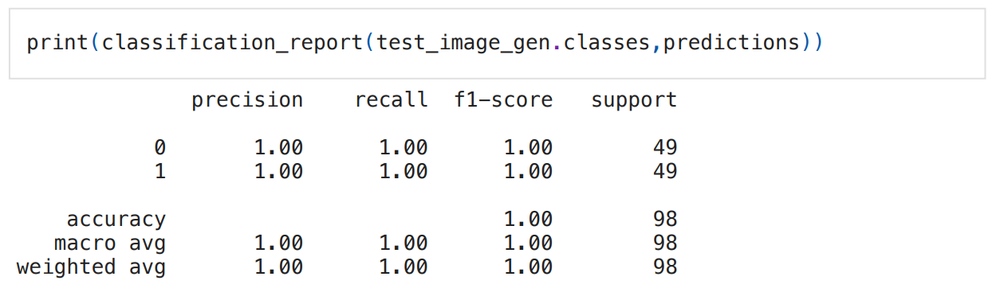 print(classification_report(test_image_gen.classes,predictions))
precision recall f1-score support
0 1.00 1.00 1.00 49
1 1.00 1.00 1.00 49
accuracy 1.00 98
macro avg 1.00 1.00 1.00 98
weighted avg 1.00 1.00 1.00 98